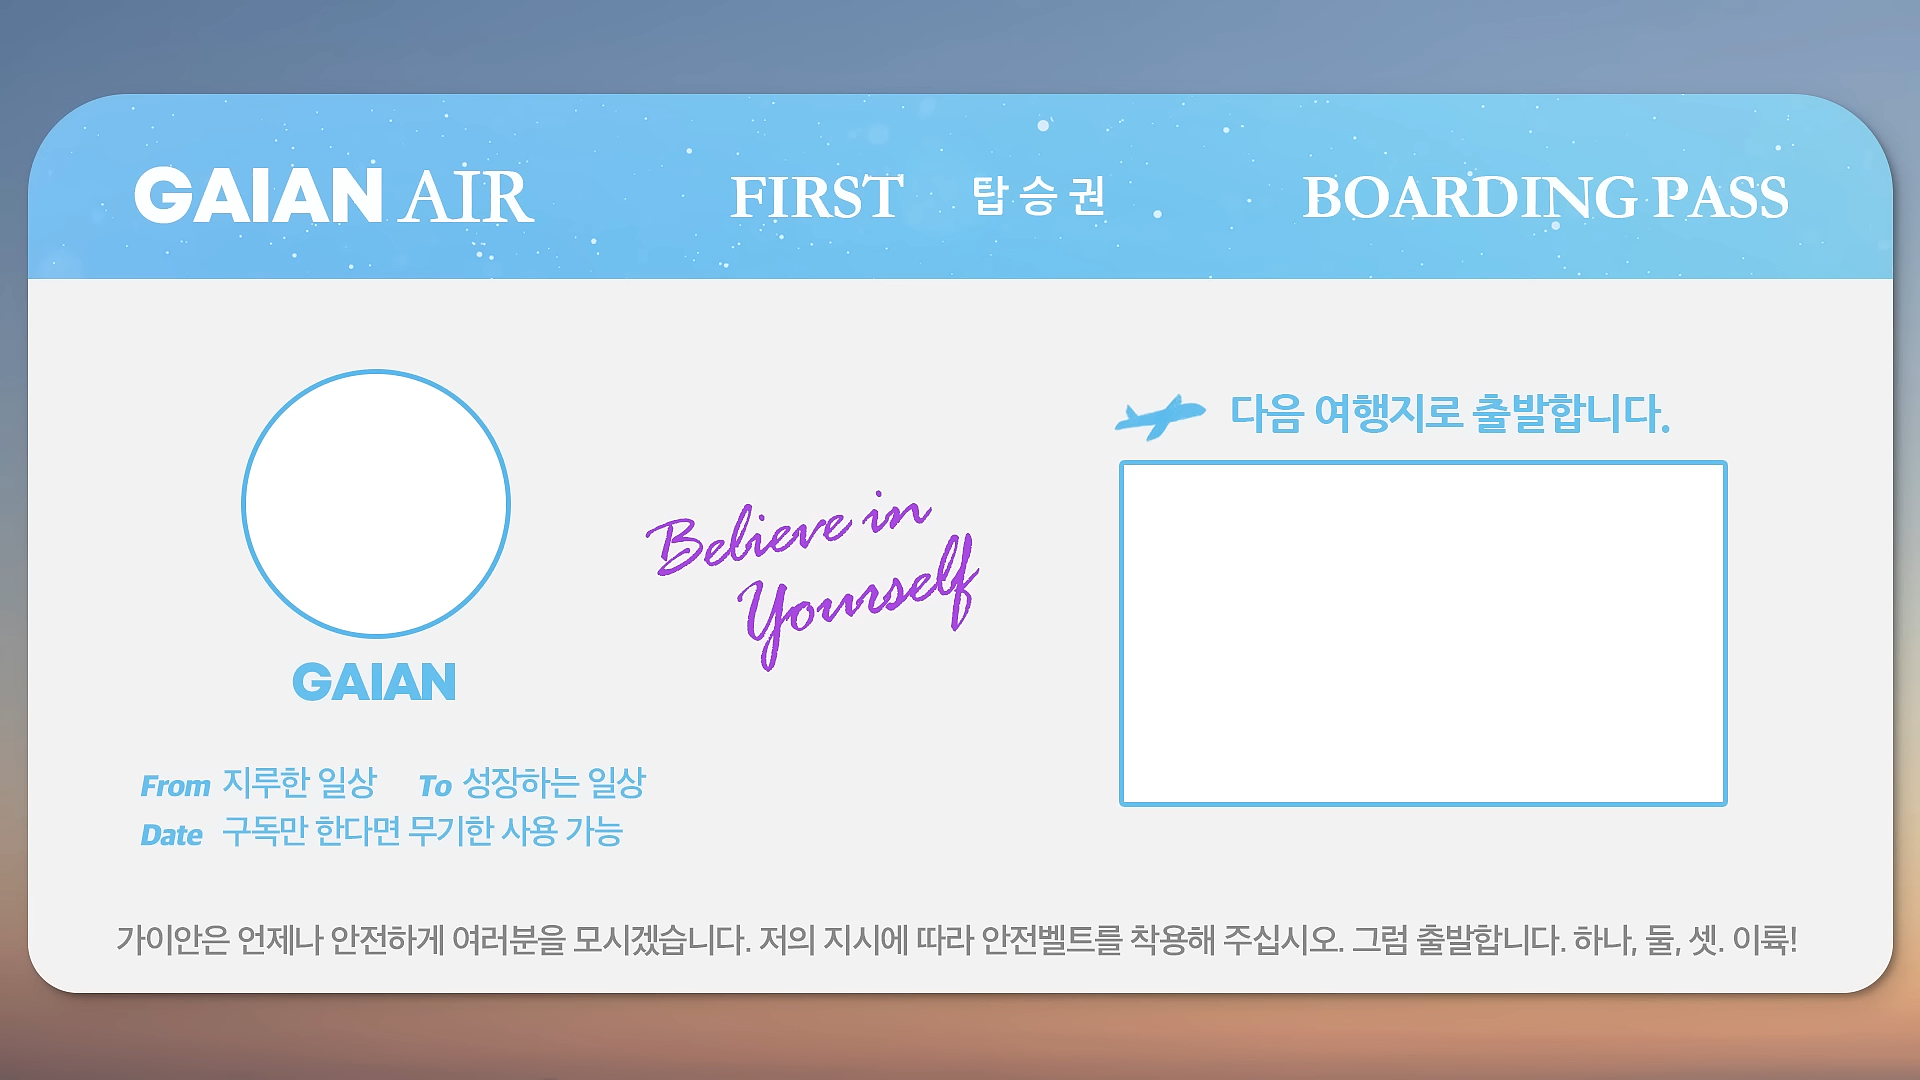 GAIAN AIR FIRST 탑승권 BOARDING PASS
다음 여행지로 출발합니다.
Believe in
Yourself
GAIAN
From 지루한 일상 To 성장하는 일상
Date 구독만 한다면 무기한 사용 가능
가이안은 언제나 안전하게 여러분을 모시겠습니다. 저의 지시에 따라 안전벨트를 착용해 주십시오. 그럼 출발합니다. 하나, 둘, 셋. 이륙!